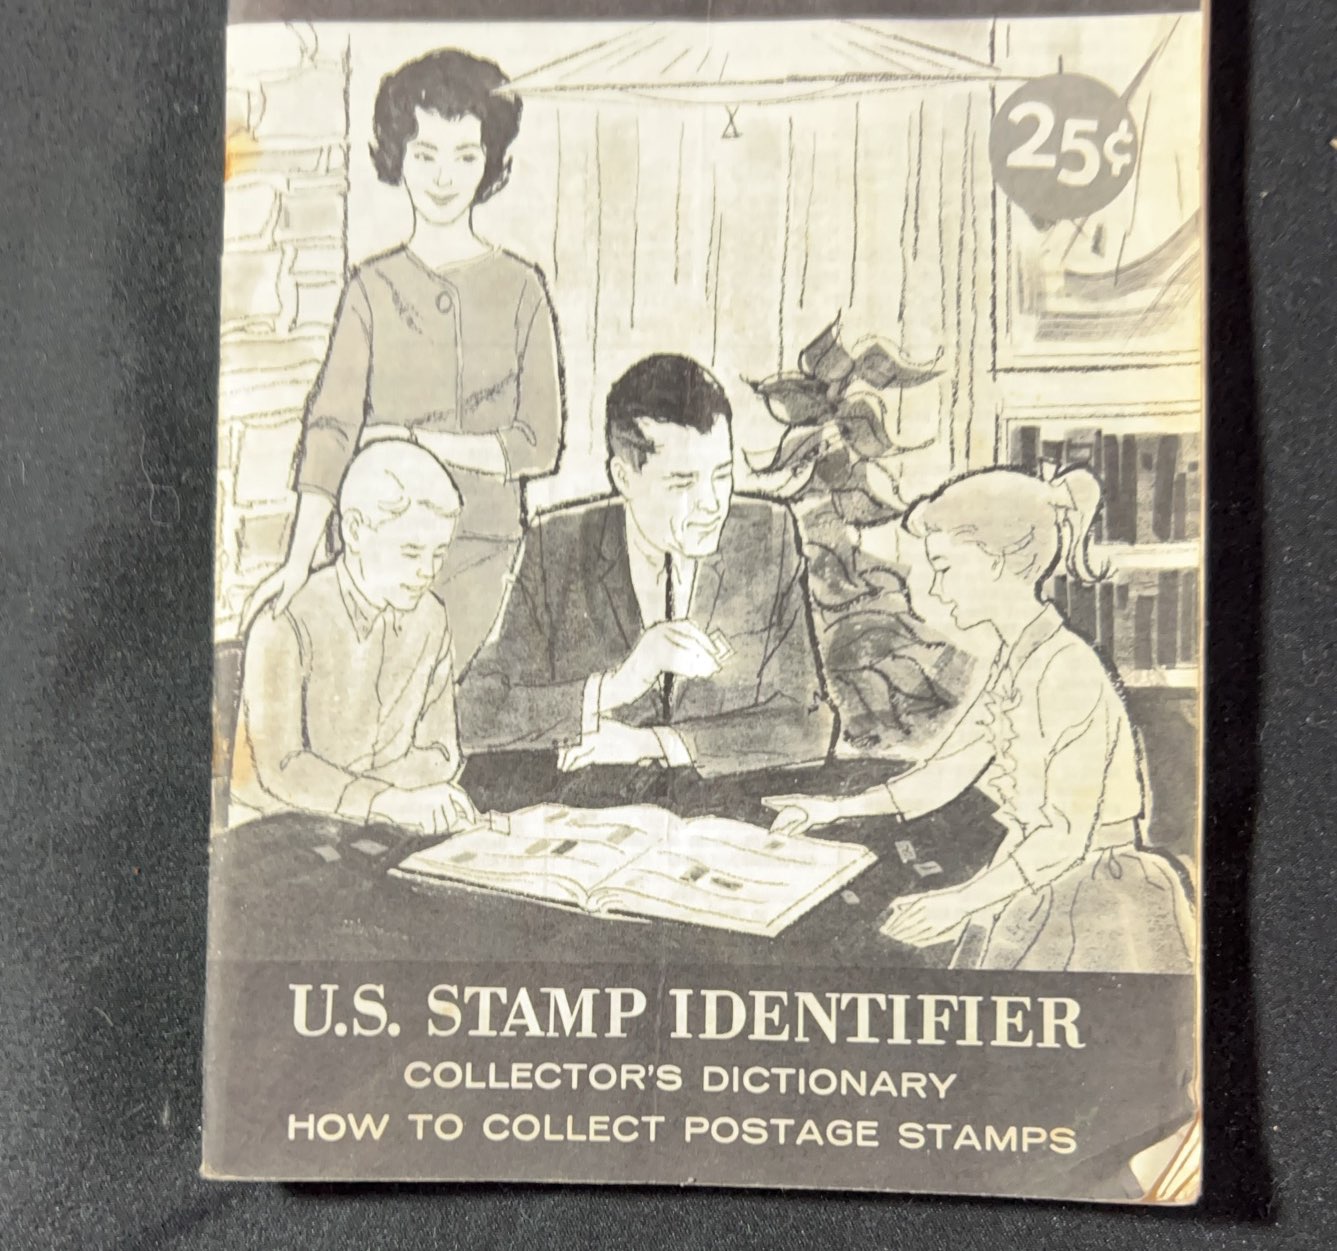 25¢
U.S. STAMP IDENTIFIER
COLLECTOR'S DICTIONARY
HOW TO COLLECT POSTAGE STAMPS